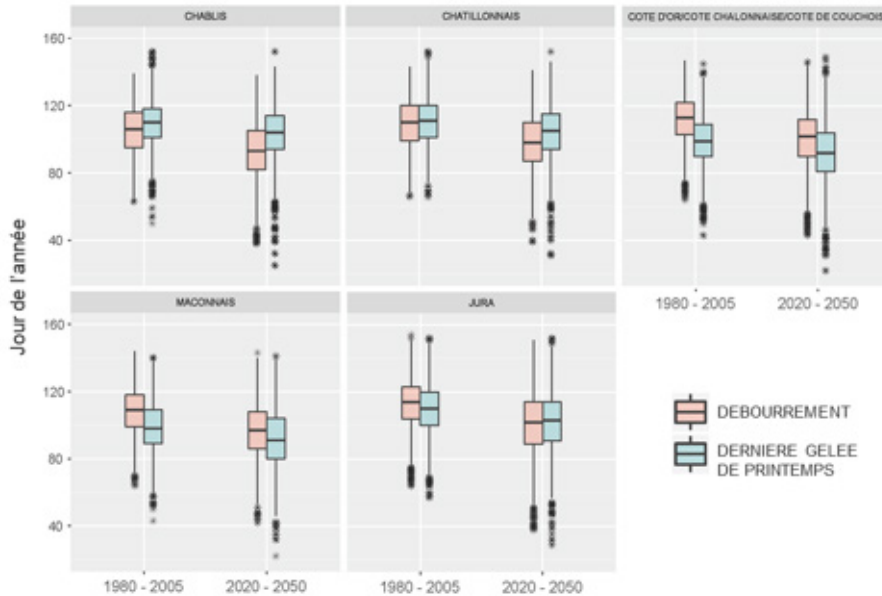 CHABLIS
CHATILLONNAIS
COTE D'OR/COTE CHALONNAISE/COTE DE COUCHOIS
160
120
80
40
Jour de l'année
1980 - 2005
2020 - 2050
MACONNAIS
JURA
160
120
80
40
1980 - 2005
2020 - 2050
1980 - 2005
2020 - 2050
DEBOURREMENT
DERNIERE GELEE
DE PRINTEMPS